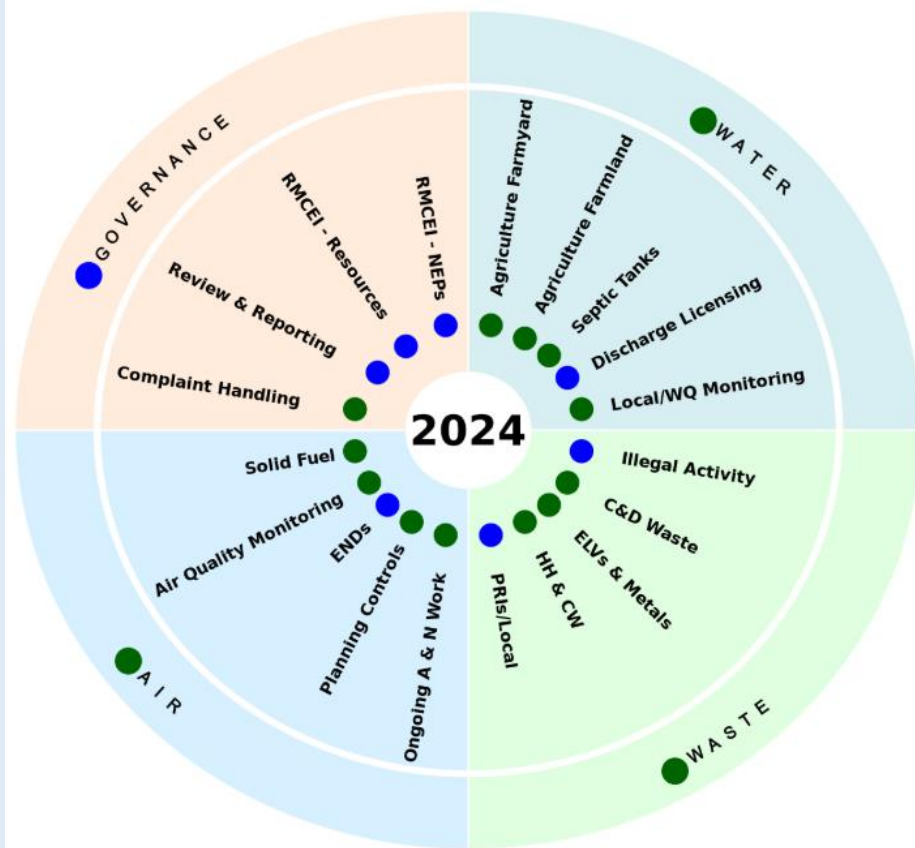 GOVERNANCE
RMCEI - NEPs
RMCEI - Resources
Review & Reporting
Complaint Handling
WATER
Agriculture Farmyard
Agriculture Farmland
Septic Tanks
Discharge Licensing
Local/WQ Monitoring
2024
Solid Fuel
Air Quality Monitoring
ENDs
Planning Controls
Ongoing A & N Work
AIR
Illegal Activity
C&D Waste
ELVs & Metals
HH & CW
PRIs/Local
WASTE